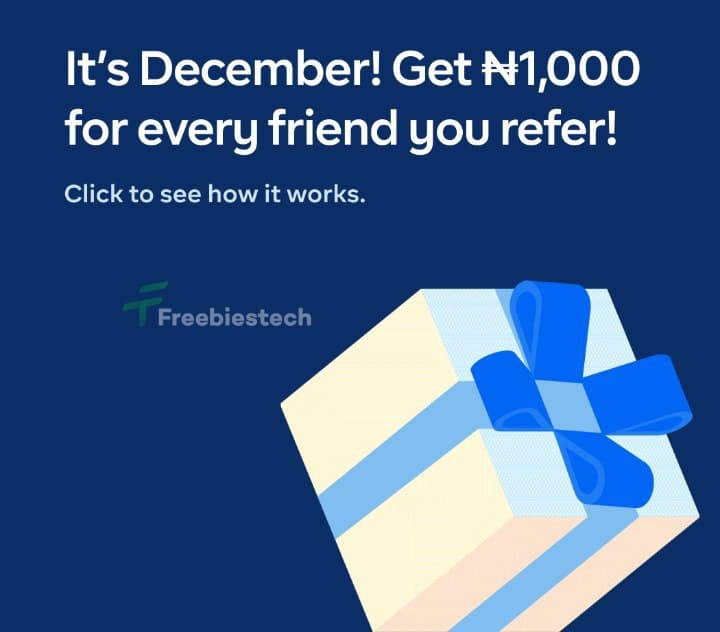 It's December! Get ₦1,000
for every friend you refer!
Click to see how it works.
Freebiestech